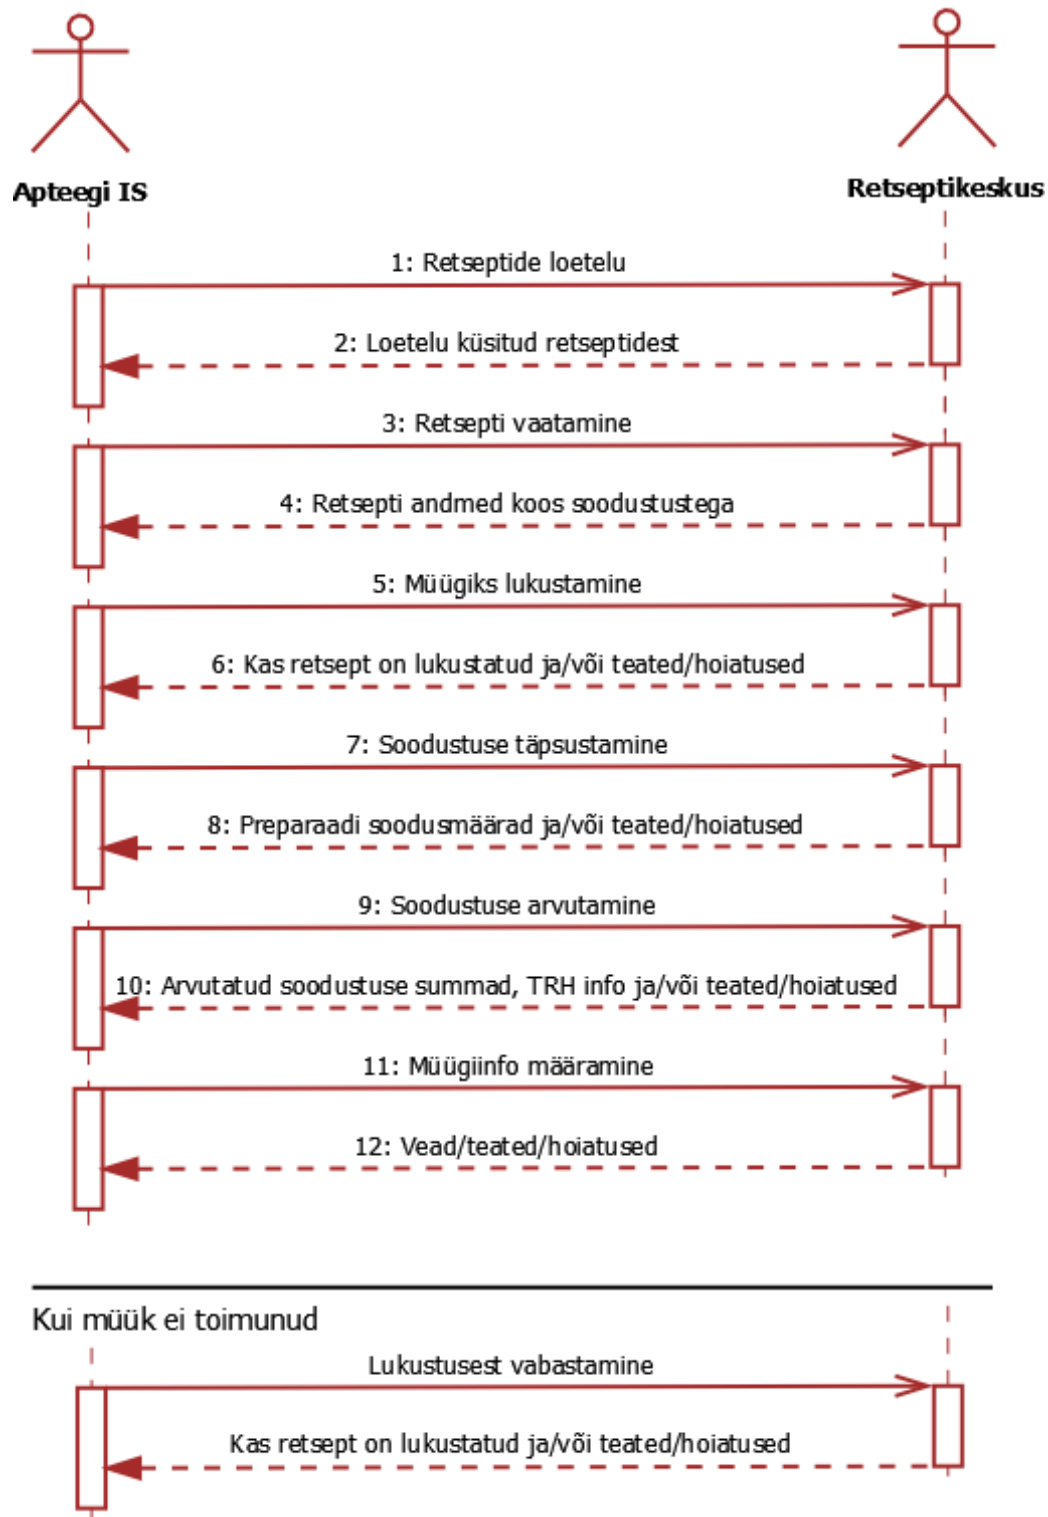 Apteegi IS
Retseptikeskus
1: Retseptide loetelu
2: Loetelu küsitud retseptidest
3: Retsepti vaatamine
4: Retsepti andmed koos soodustustega
5: Müügiks lukustamine
6: Kas retsept on lukustatud ja/või teated/hoiatused
7: Soodustuse täpsustamine
8: Preparaadi soodusmäärad ja/või teated/hoiatused
9: Soodustuse arvutamine
10: Arvutatud soodustuse summad, TRH info ja/või teated/hoiatused
11: Müügiinfo määramine
12: Vead/teated/hoiatused
Kui müük ei toimunud
Lukustusest vabastamine
Kas retsept on lukustatud ja/või teated/hoiatused